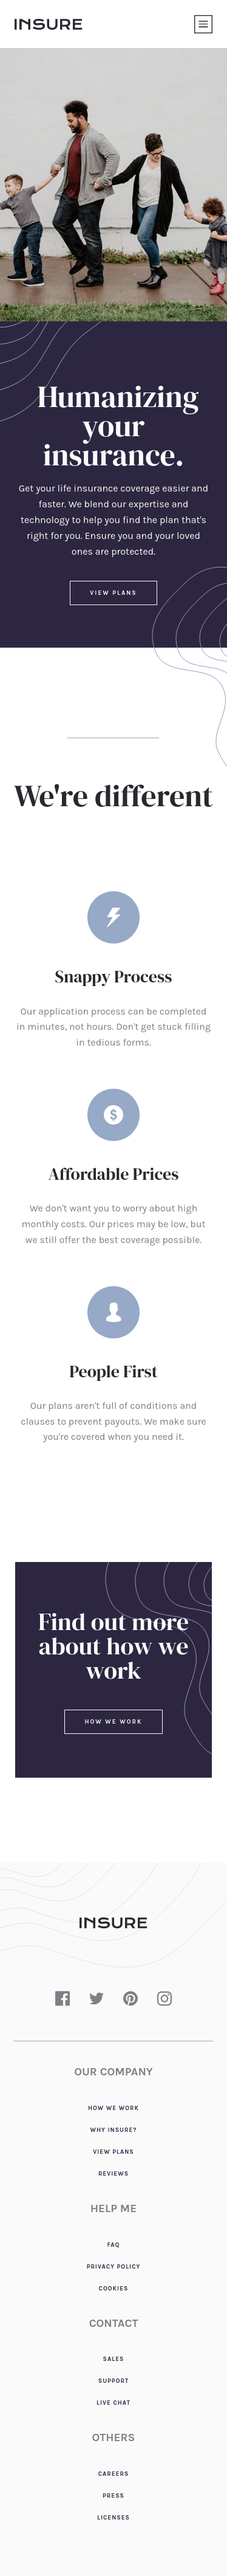 INSURE
Humanizing
your
insurance.
Get your life insurance coverage easier and
faster. We blend our expertise and
technology to help you find the plan that's
right for you. Ensure you and your loved
ones are protected.
VIEW PLANS
We're different
Snappy Process
Our application process can be completed
in minutes, not hours. Don't get stuck filling
in tedious forms.
Affordable Prices
We don't want you to worry about high
monthly costs. Our prices may be low, but
we still offer the best coverage possible.
People First
Our plans aren't full of conditions and
clauses to prevent payouts. We make sure
you're covered when you need it.
Find out more
about how we
work
HOW WE WORK
INSURE
OUR COMPANY
HOW WE WORK
WHY INSURE?
VIEW PLANS
REVIEWS
HELP ME
FAQ
PRIVACY POLICY
COOKIES
CONTACT
SALES
SUPPORT
LIVE CHAT
OTHERS
CAREERS
PRESS
LICENSES